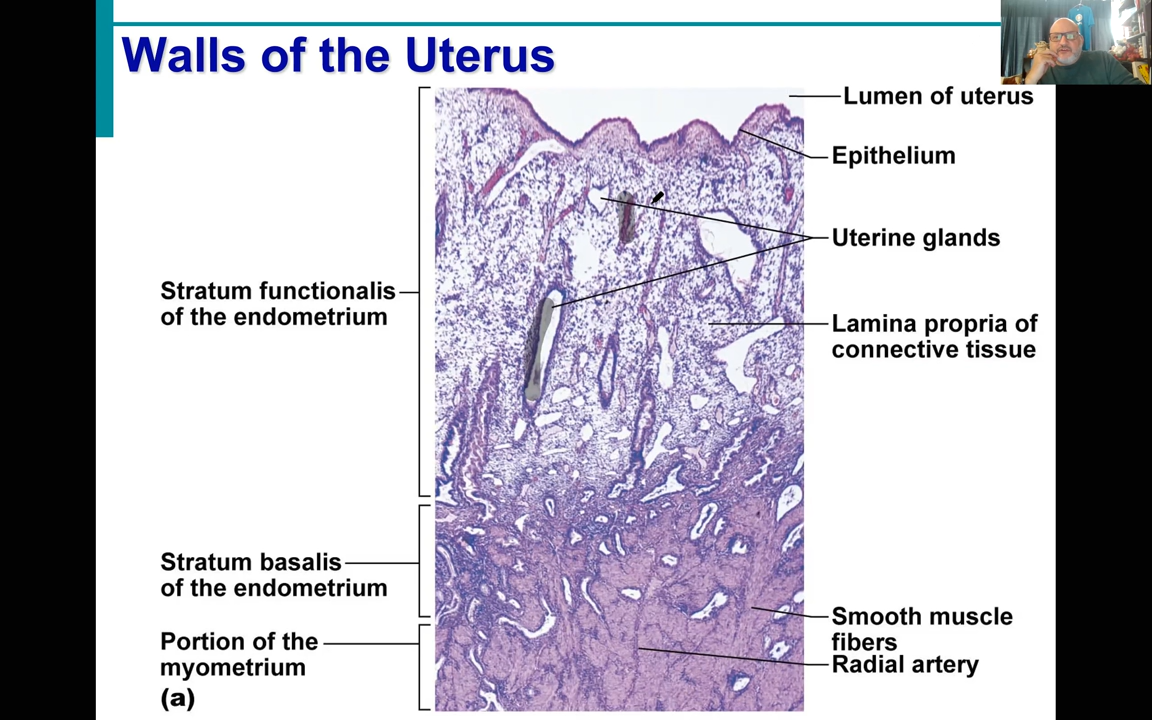 Walls of the Uterus
Lumen of uterus
Epithelium
Uterine glands
Stratum functionalis
of the endometrium
Lamina propria of
connective tissue
Stratum basalis
of the endometrium
Smooth muscle
fibers
Portion of the
myometrium
Radial artery
(a)